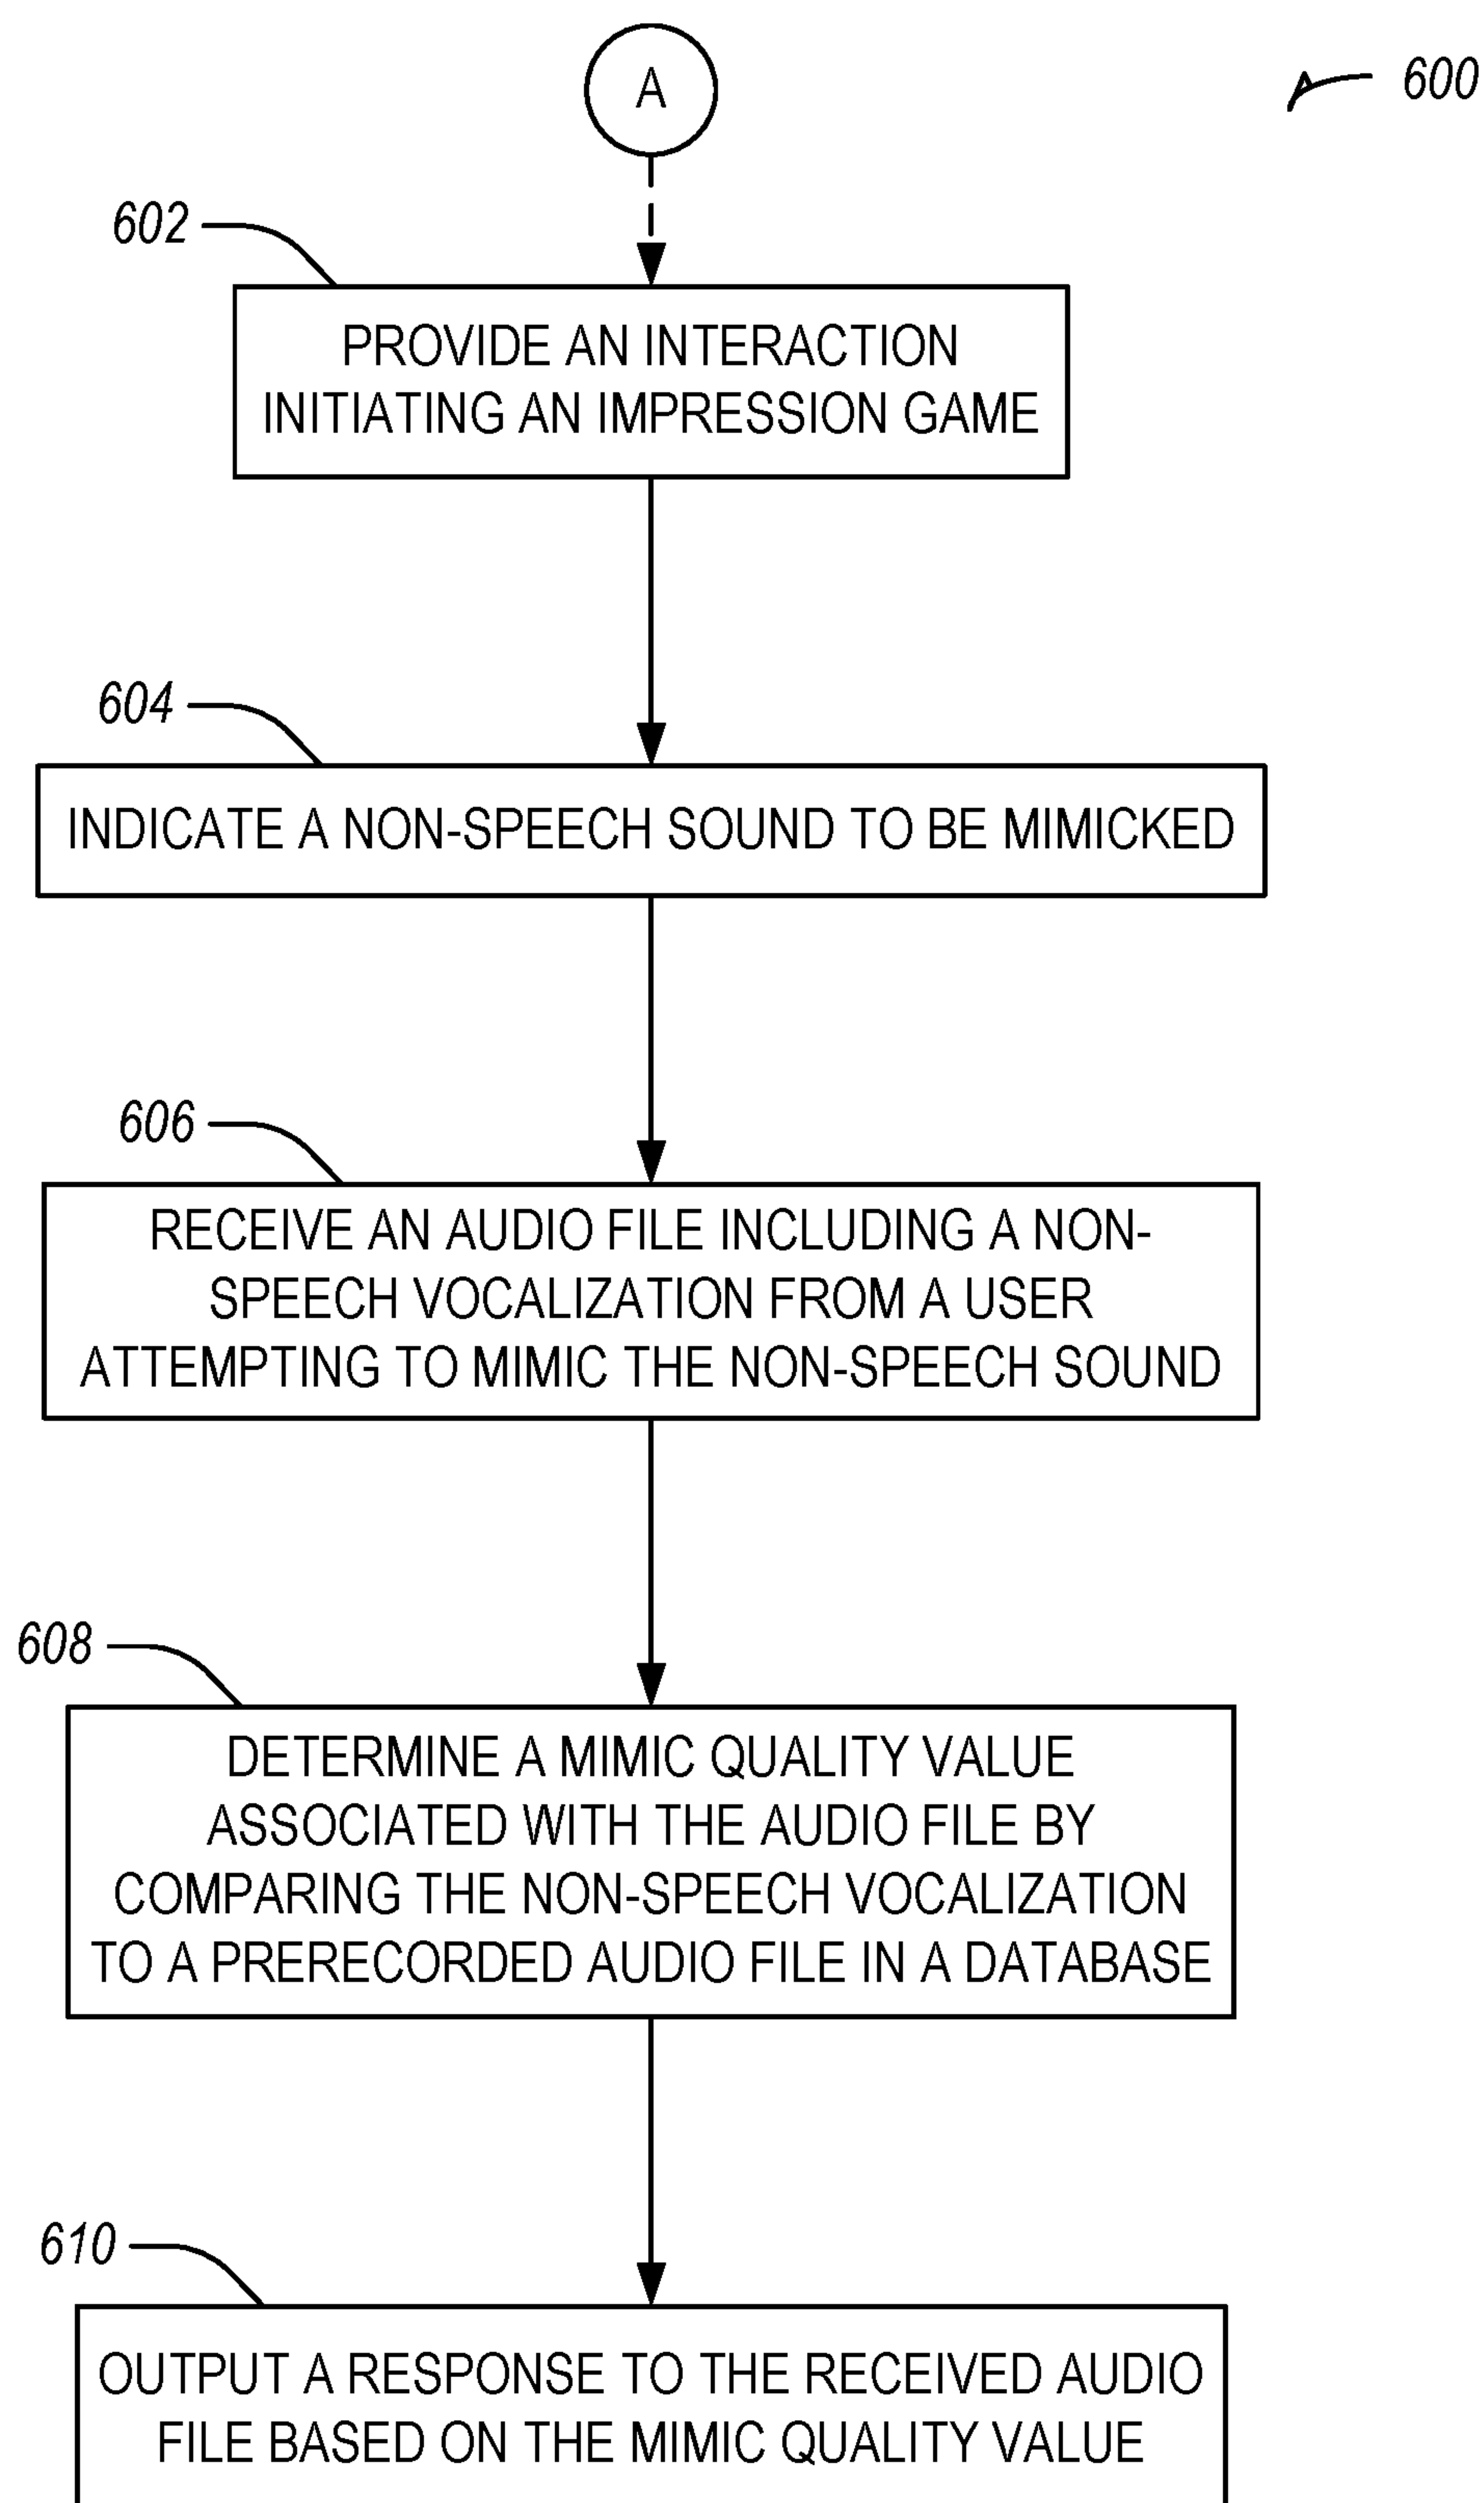 A
600
602
PROVIDE AN INTERACTION
INITIATING AN IMPRESSION GAME
604
INDICATE A NON-SPEECH SOUND TO BE MIMICKED
606
RECEIVE AN AUDIO FILE INCLUDING A NON-
SPEECH VOCALIZATION FROM A USER
ATTEMPTING TO MIMIC THE NON-SPEECH SOUND
608
DETERMINE A MIMIC QUALITY VALUE
ASSOCIATED WITH THE AUDIO FILE BY
COMPARING THE NON-SPEECH VOCALIZATION
TO A PRERECORDED AUDIO FILE IN A DATABASE
610
OUTPUT A RESPONSE TO THE RECEIVED AUDIO
FILE BASED ON THE MIMIC QUALITY VALUE